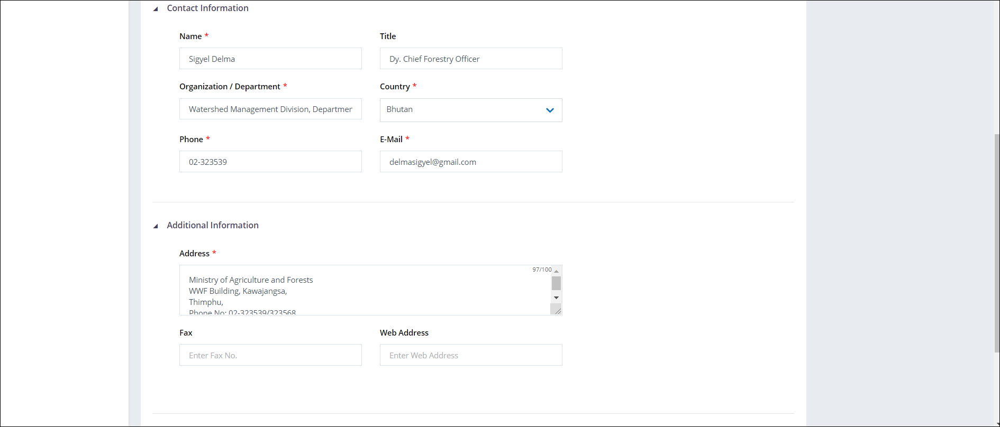 Contact Information
Name *
Title
Sigyel Delma
Dy. Chief Forestry Officer
Organization / Department *
Country *
Watershed Management Division, Departmer
Bhutan
Phone *
E-Mail *
02-323539
delmasigyel@gmail.com
Additional Information
Address *
97/100
Ministry of Agriculture and Forests
WWF Building, Kawajangsa,
Thimphu,
Phone No: 02-323539/323568
Fax
Web Address
Enter Fax No.
Enter Web Address